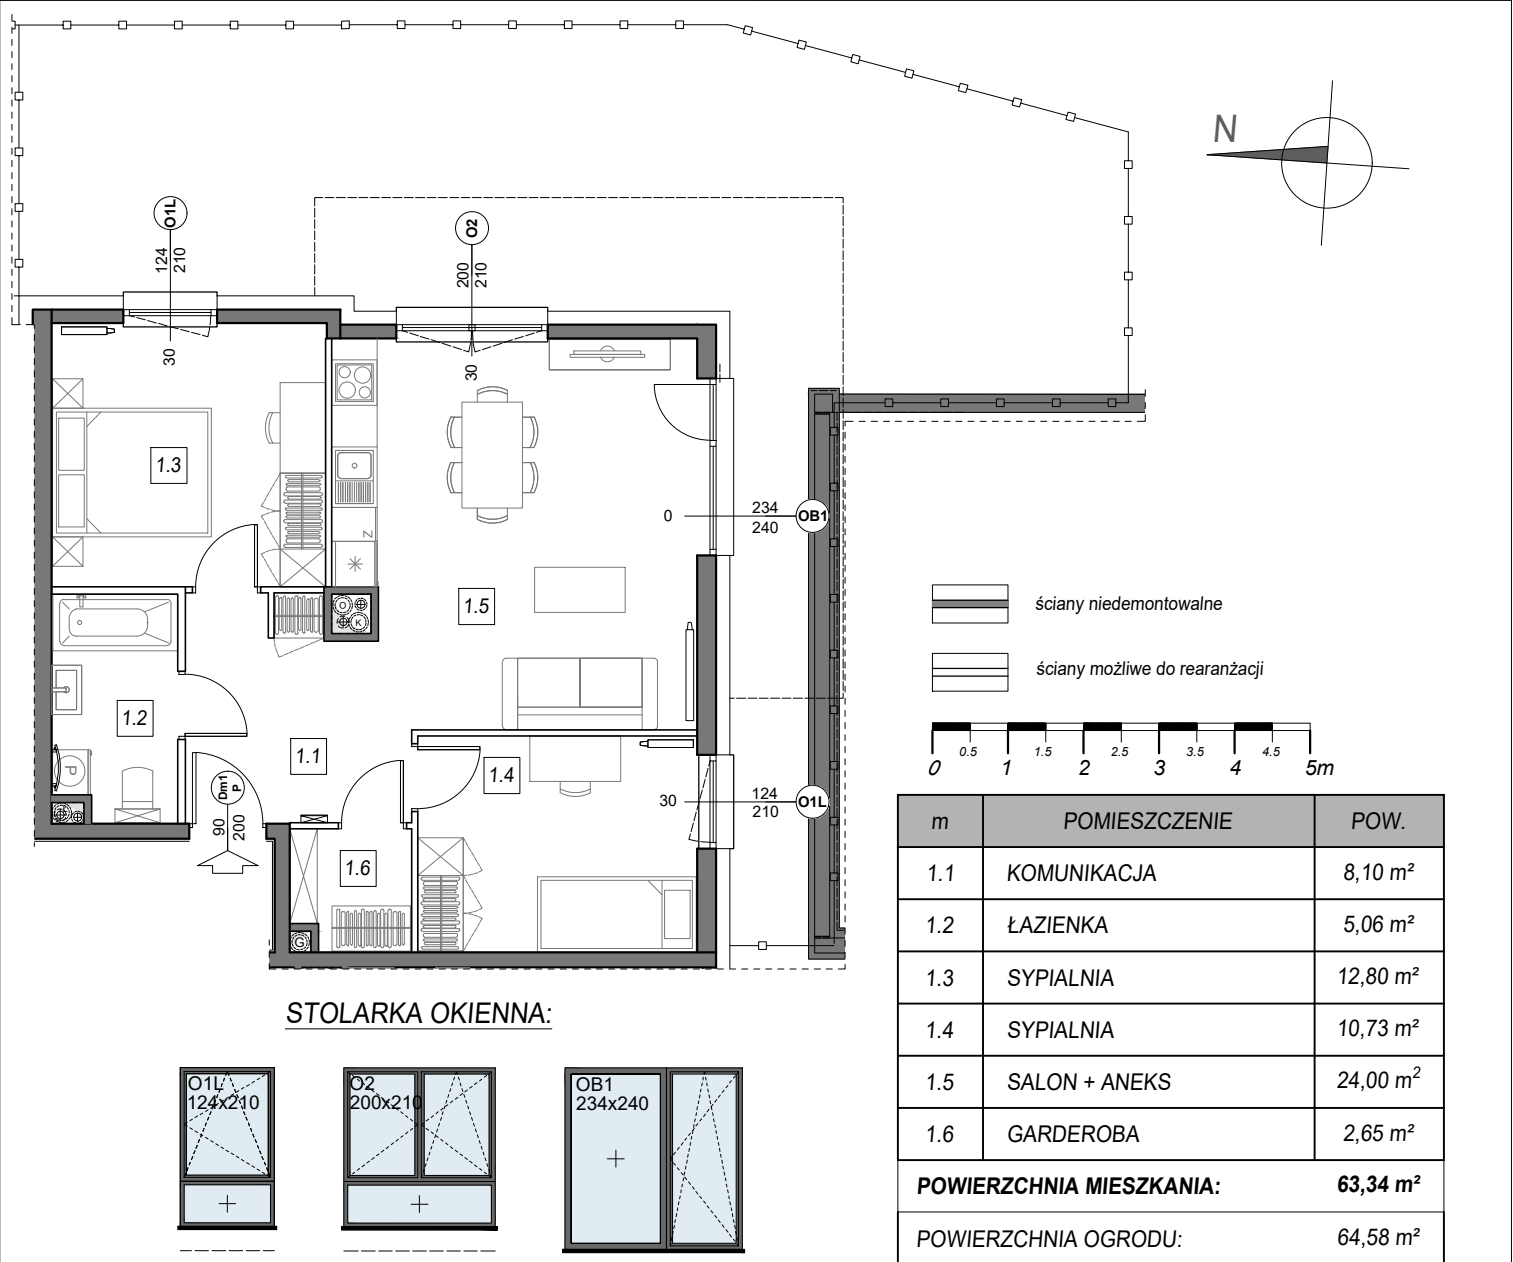 N
O1L
124
210
30
O2
200
210
30
1.3
Z
0
234
240
OB1
1.5
K
ściany niedemontowalne
ściany możliwe do rearanżacji
1.2
P
1.1
1.4
Dm1
P
90
200
30
124
210
O1L
1.6
G
0.5
1.5
2.5
3.5
4.5
0
1
2
3
4
5m
m POMIESZCZENIE POW.
1.1 KOMUNIKACJA 8,10 m²
1.2 ŁAZIENKA 5,06 m²
1.3 SYPIALNIA 12,80 m²
1.4 SYPIALNIA 10,73 m²
1.5 SALON + ANEKS 24,00 m²
1.6 GARDEROBA 2,65 m²
POWIERZCHNIA MIESZKANIA: 63,34 m²
POWIERZCHNIA OGRODU: 64,58 m²
STOLARKA OKIENNA:
O1L
124x210
O2
200x210
OB1
234x240